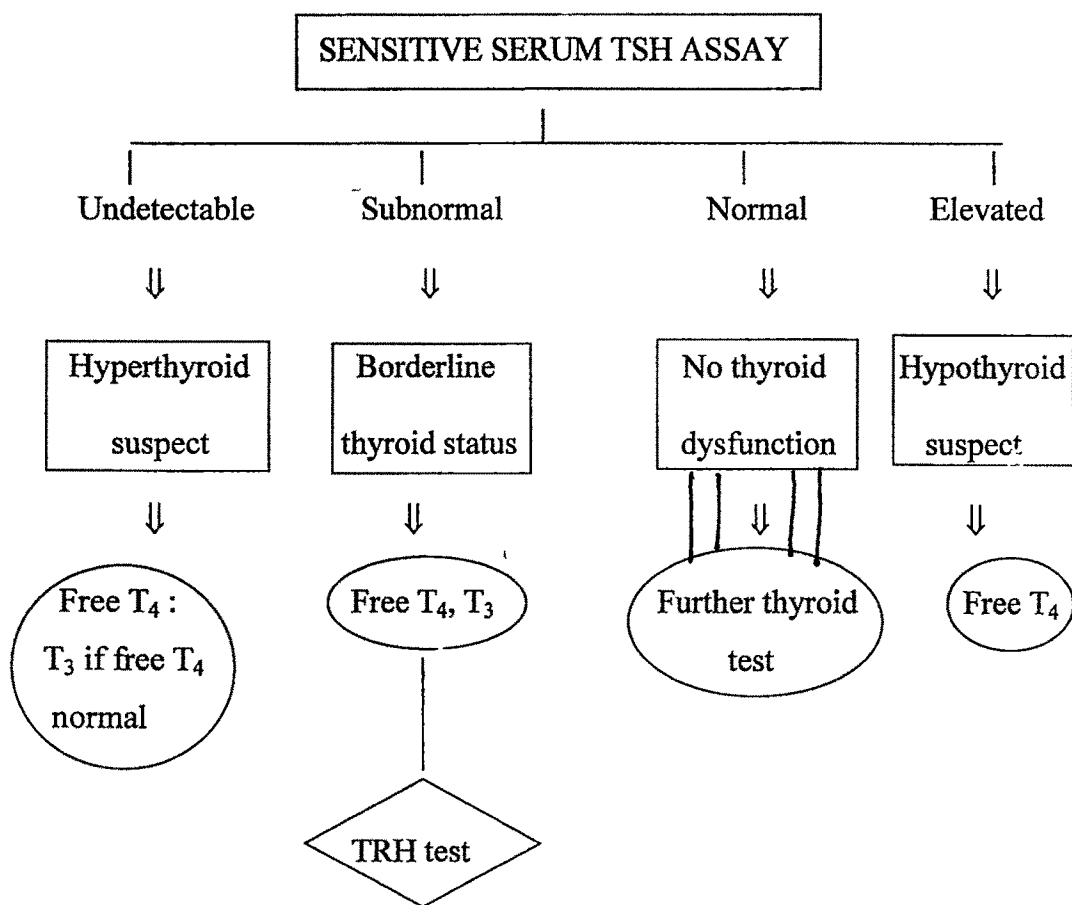 SENSITIVE SERUM TSH ASSAY
Undetectable
Subnormal
Normal
Elevated
Hyperthyroid
suspect
Borderline
thyroid status
No thyroid
dysfunction
Hypothyroid
suspect
Free T₄ :
T₃ if free T₄
normal
Free T₄, T₃
Further thyroid
test
Free T₄
TRH test